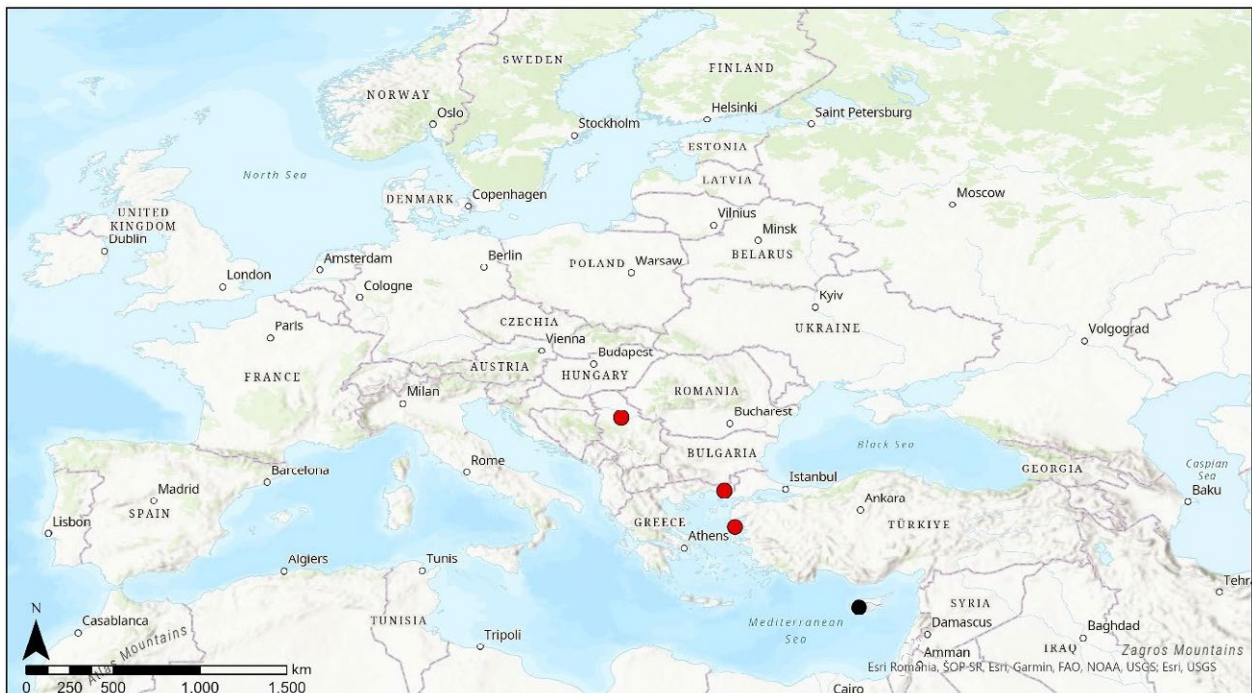 SWEDEN
FINLAND
NORWAY
Helsinki
Saint Petersburg
Oslo
Stockholm
ESTONIA
North Sea
LATVIA
Moscow
DENMARK
Copenhagen
UNITED
KINGDOM
Vilnius
Minsk
Dublin
BELARUS
Amsterdam
Berlin
POLAND
Warsaw
London
Cologne
Kyiv
CZECHIA
UKRAINE
Paris
Vienna
Volgograd
Budapest
AUSTRIA
HUNGARY
FRANCE
Milan
ROMANIA
Bucharest
Black Sea
BULGARIA
Caspian
Sea
GEORGIA
Barcelona
Rome
Istanbul
Madrid
Ankara
Baku
SPAIN
GREECE
TÜRKIYE
Lisbon
Athens
Algiers
Tunis
Tehra
N
SYRIA
Casablanca
TUNISIA
Mediterranean
Sea
Damascus
Baghdad
Tripoli
IRAQ
Zagros Mountains
Atlas Mountains
Amman
km
Esri Romania, SOP SR, Esri, Garmin, FAO, NOAA, USGS; Esri, USGS
0 250 500 1.000 1.500
Cairo